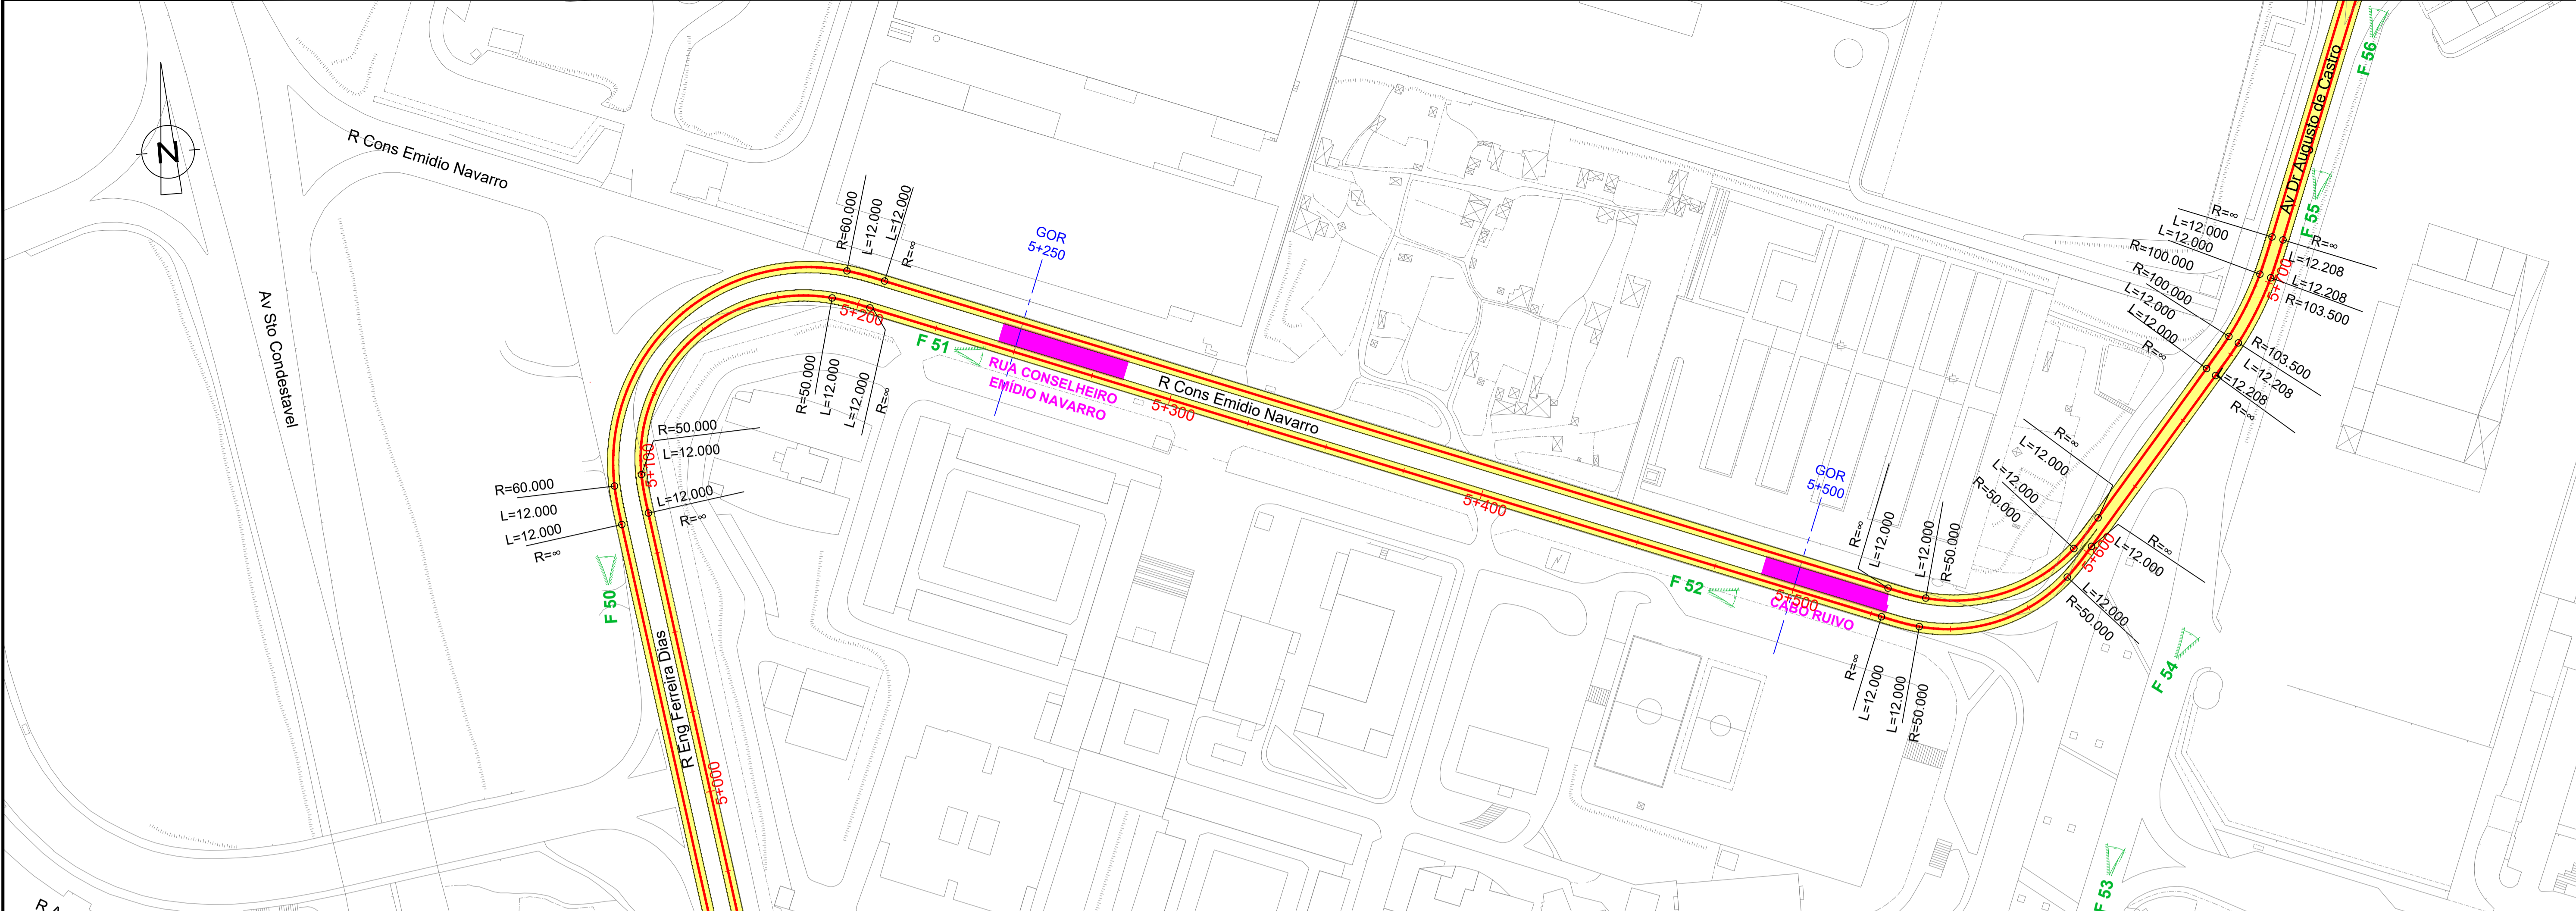 N
R Cons Emidio Navarro
Av Sto Condestavel
R=60.000
L=12.000
L=12.000
R=∞
GOR
5+250
5+200
F 51
RUA CONSELHEIRO
EMÍDIO NAVARRO
R=50.000
L=12.000
L=12.000
R=∞
R=50.000
L=12.000
5+100
L=12.000
R=∞
R=60.000
L=12.000
L=12.000
R=∞
F 50
R Eng Ferreira Dias
5+000
R Cons Emidio Navarro
5+300
5+400
GOR
5+500
F 52
5+500
CABO RUIVO
R=∞
L=12.000
L=12.000
R=50.000
R=∞
L=12.000
L=12.000
R=50.000
R=∞
L=12.000
L=12.000
R=50.000
5+600
R=∞
L=12.000
L=12.000
R=50.000
F 54
F 53
F 56
Av Dr Augusto de Castro
F 55
R=∞
L=12.000
L=12.000
R=100.000
R=100.000
L=12.000
L=12.000
R=∞
R=∞
L=12.208
L=12.208
R=103.500
R=103.500
L=12.208
L=12.208
R=∞